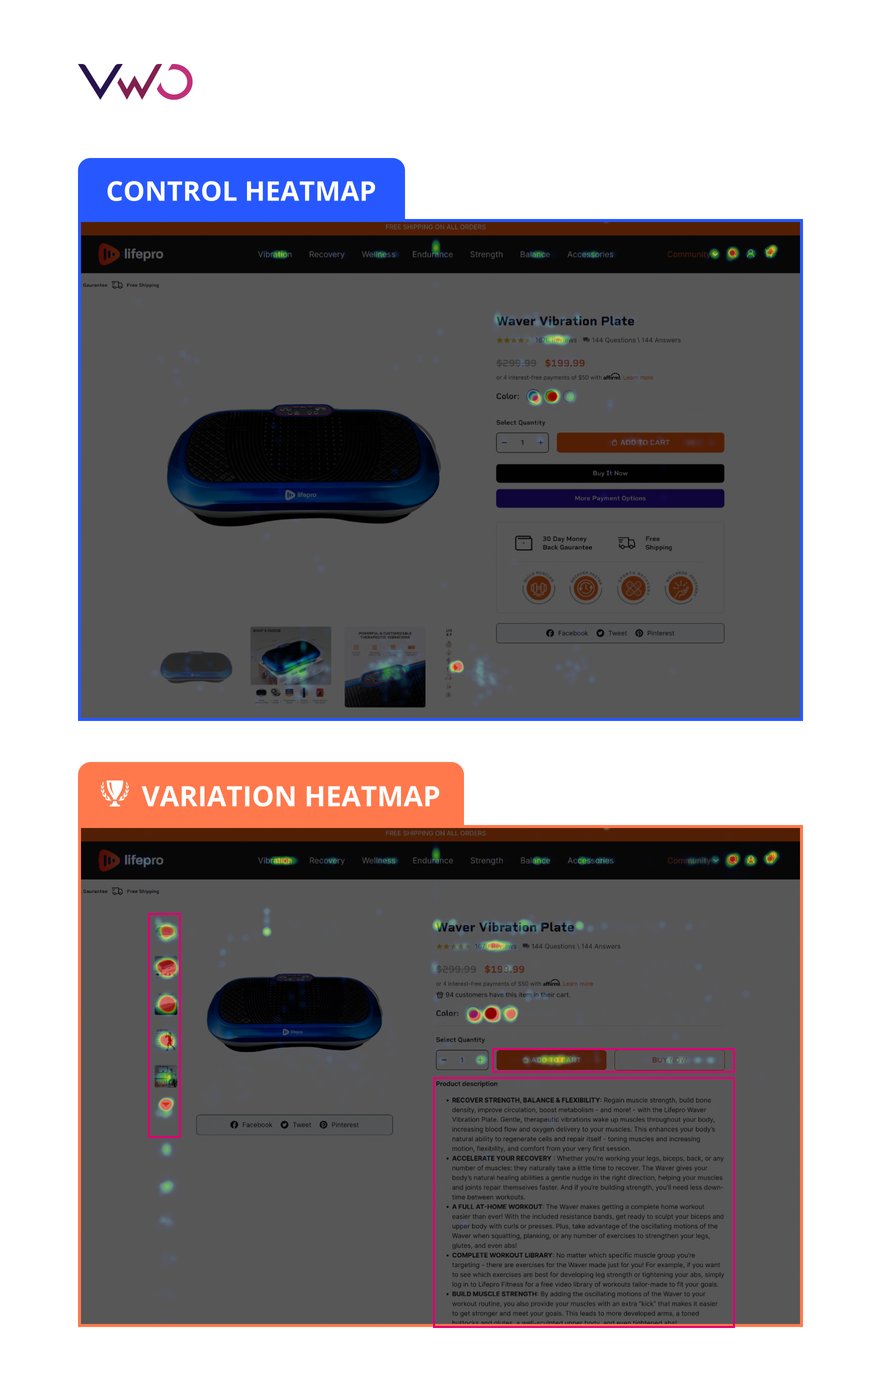 VWO
CONTROL HEATMAP
FREE SHIPPING ON ALL ORDERS
lifepro
Vibration Recovery Wellness Endurance Strength Balance Accessories Community
Gaurantee Free Shipping
Waver Vibration Plate
144 Questions \ 144 Answers
$299.99 $199.99
or 4 interest-free payments of $50 with affirm. Learn more
Color:
Select Quantity
− 1 + ADD TO CART
Buy It Now
lifepro
More Payment Options
30 Day Money
Back Gaurantee
Free
Shipping
Facebook Tweet Pinterest
POWERFUL & CUSTOMIZABLE
THERAPEUTIC VIBRATIONS
VARIATION HEATMAP
FREE SHIPPING ON ALL ORDERS
lifepro
Vibration Recovery Wellness Endurance Strength Balance Accessories Community
Gaurantee Free Shipping
Waver Vibration Plate
144 Questions \ 144 Answers
$299.99 $199.99
or 4 interest-free payments of $50 with affirm. Learn more
94 customers have this item in their cart.
Color:
lifepro
Select Quantity
− 1 + ADD TO CART BUY NOW
Product description
• RECOVER STRENGTH, BALANCE & FLEXIBILITY: Regain muscle strength, build bone
density, improve circulation, boost metabolism - and more! - with the Lifepro Waver
Vibration Plate. Gentle, therapeutic vibrations wake up muscles throughout your body,
increasing blood flow and oxygen delivery to your muscles. This enhances your body's
natural ability to regenerate cells and repair itself - toning muscles and increasing
motion, flexibility, and comfort from your very first session.
Facebook Tweet Pinterest
• ACCELERATE YOUR RECOVERY : Whether you're working your legs, biceps, back, or any
number of muscles: they naturally take a little time to recover. The Waver gives your
body's natural healing abilities a gentle nudge in the right direction, helping your muscles
and joints repair themselves faster. And if you're building strength, you'll need less down-
time between workouts.
• A FULL AT-HOME WORKOUT: The Waver makes getting a complete home workout
easier than ever! With the included resistance bands, get ready to sculpt your biceps and
upper body with curls or presses. Plus, take advantage of the oscillating motions of the
Waver when squatting, planking, or any number of exercises to strengthen your legs,
glutes, and even abs!
• COMPLETE WORKOUT LIBRARY: No matter which specific muscle group you're
targeting - there are exercises for the Waver made just for you! For example, if you want
to see which exercises are best for developing leg strength or tightening your abs, simply
log in to Lifepro Fitness for a free video library of workouts tailor-made to fit your goals.
• BUILD MUSCLE STRENGTH: By adding the oscillating motions of the Waver to your
workout routine, you also provide your muscles with an extra "kick" that makes it easier
to get stronger and meet your goals. This leads to more developed arms, a toned
buttocks and glutes, a well-sculpted upper body, and even tightened abs!